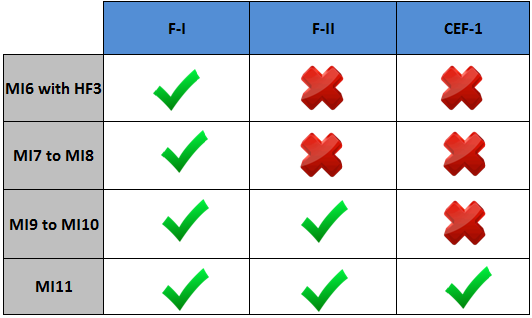 F-I F-II CEF-1
MI6 with HF3
MI7 to MI8
MI9 to MI10
MI11